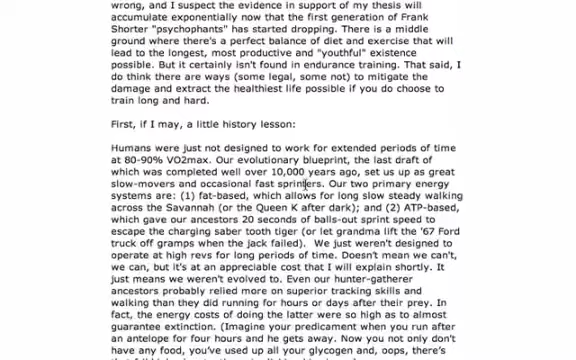 wrong, and I suspect the evidence in support of my thesis will
accumulate exponentially now that the first generation of Frank
Shorter "psychophants" has started dropping. There is a middle
ground where there's a perfect balance of diet and exercise that will
lead to the longest, most productive and "youthful" existence
possible. But it certainly isn't found in endurance training. That said, I
do think there are ways (some legal, some not) to mitigate the
damage and extract the healthiest life possible if you do choose to
train long and hard.
First, if I may, a little history lesson:
Humans were just not designed to work for extended periods of time
at 80-90% VO2max. Our evolutionary blueprint, the last draft of
which was completed well over 10,000 years ago, set us up as great
slow-movers and occasional fast sprinters. Our two primary energy
systems are: (1) fat-based, which allows for long slow steady walking
across the Savannah (or the Queen K after dark); and (2) ATP-based,
which gave our ancestors 20 seconds of balls-out sprint speed to
escape the charging saber tooth tiger (or let grandma lift the '67 Ford
truck off gramps when the jack failed). We just weren't designed to
operate at high revs for long periods of time. Doesn't mean we can't,
we can, but it's at an appreciable cost that I will explain shortly. It
just means we weren't evolved to. Even our hunter-gatherer
ancestors probably relied more on superior tracking skills and
walking than they did running for hours or days after their prey. In
fact, the energy costs of doing the latter were so high as to almost
guarantee extinction. (Imagine your predicament when you run after
an antelope for four hours and he gets away. Now you not only don't
have any food, you've used up all your glycogen and, oops, there's